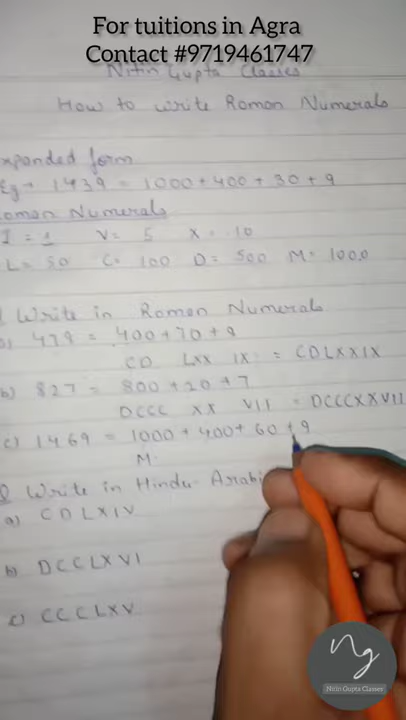 For tuitions in Agra
Contact #9719461747
Nitin Gupta Classes
How to write Roman Numerals
xpanded form
Eg → 1439 = 1000+400+30+9
Roman Numerals
I = 1 V = 5 X = 10
L = 50 C = 100 D = 500 M = 1000
Write in Roman Numerals
a) 479 = 400+70+9
CD LXX IX = CDLXXIX
b) 827 = 800+20+7
DCCC XX VII = DCCCXXVII
c) 1469 = 1000+400+60+9
M
Q Write in Hindu-Arabi
a) CDLXIV
b) DCCLXVI
c) CCCLXV
Ng
Nitin Gupta Classes